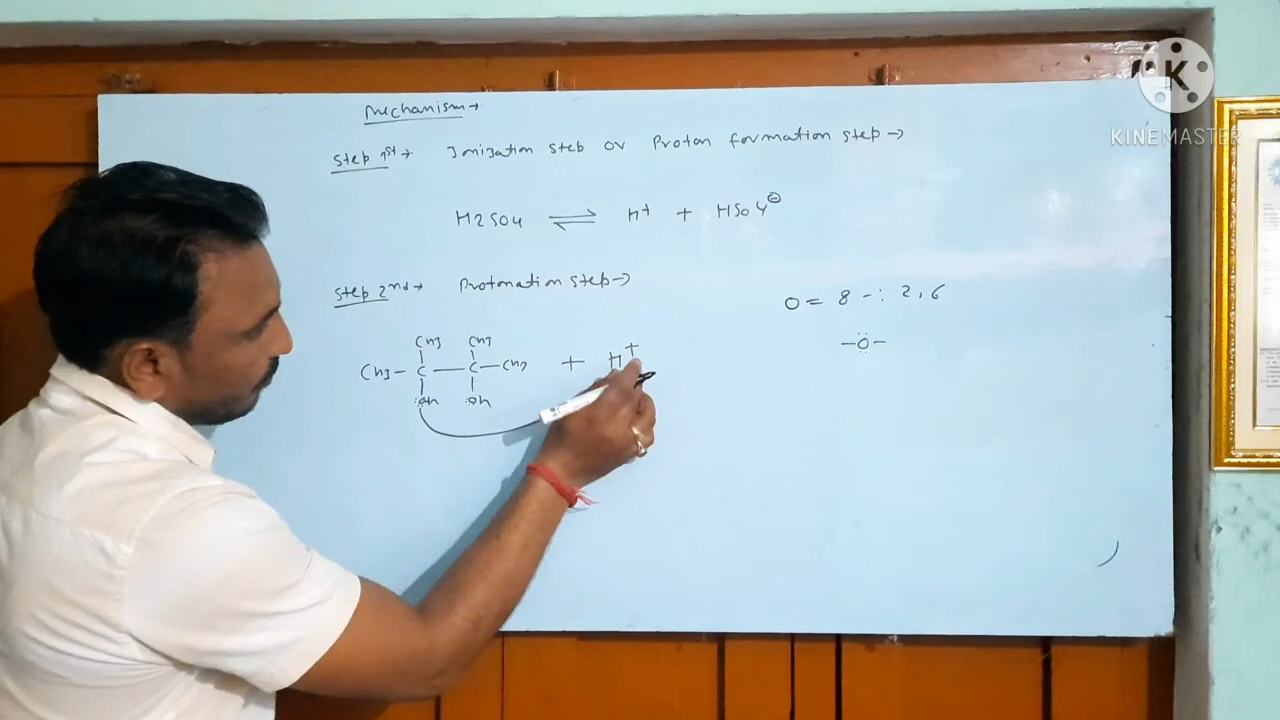 Mechanism →
Step 1st → Ionization step or Proton formation step →
H2SO4 ⇌ H+ + HSO4⊖
Step 2nd → Protonation step →
O = 8 -: 2, 6
-Ö-
CH3 CH3
CH3 - C - C - CH3 + H+
:OH :OH
K
KINEMASTER